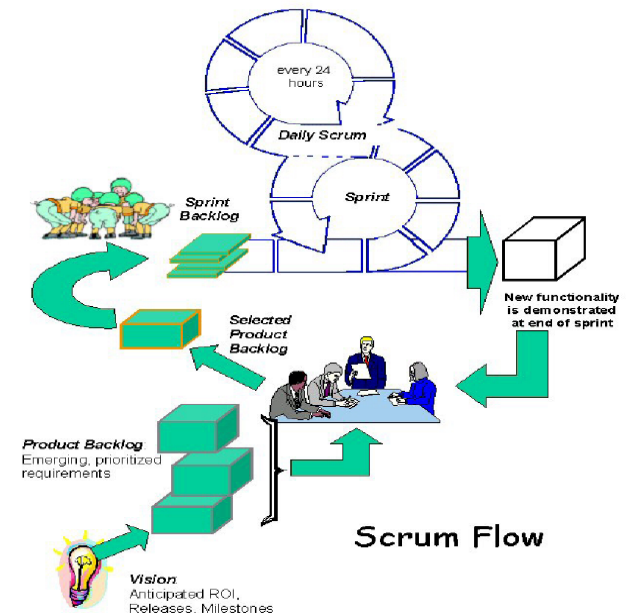 every 24
hours
Daily Scrum
Sprint
Sprint
Backlog
New functionality
is demonstrated
at end of sprint
Selected
Product
Backlog
Product Backlog:
Emerging, prioritized
requirements
Scrum Flow
Vision:
Anticipated ROI,
Releases, Milestones